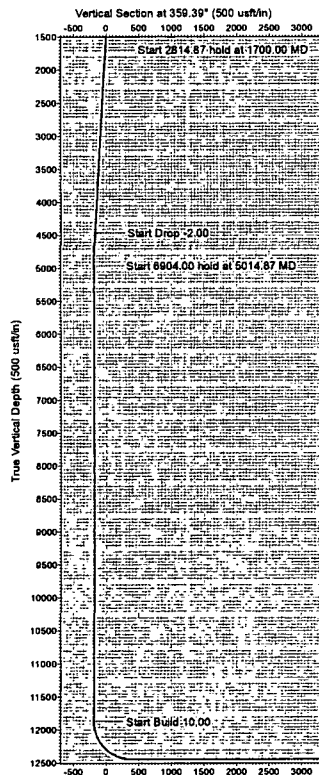 Vertical Section at 359.39° (500 usft/in)
-500 0 500 1000 1500 2000 2500 3000
1500
Start 2814.87 hold at 1700.00 MD
2000
2500
3000
3500
4000
Start Drop -2.00
4500
5000
Start 6904.00 hold at 5014.87 MD
5500
6000
6500
7000
True Vertical Depth (500 usft/in)
7500
8000
8500
9000
9500
10000
10500
11000
11500
Start Build 10.00
12000
12500
-500 0 500 1000 1500 2000 2500 3000